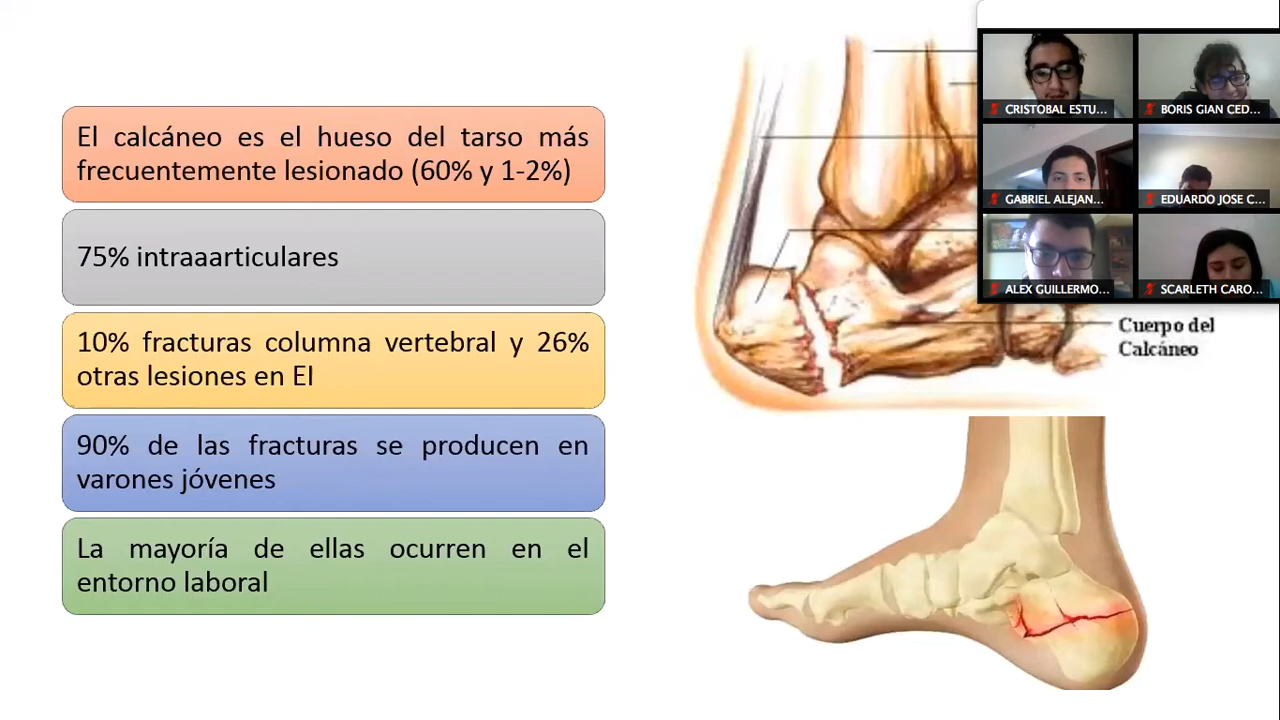 El calcáneo es el hueso del tarso más
frecuentemente lesionado (60% y 1-2%)
75% intraaarticulares
10% fracturas columna vertebral y 26%
otras lesiones en EI
90% de las fracturas se producen en
varones jóvenes
La mayoría de ellas ocurren en el
entorno laboral
Cuerpo del
Calcáneo
CRISTOBAL ESTU...
BORIS GIAN CED...
GABRIEL ALEJAN...
EDUARDO JOSE C...
ALEX GUILLERMO...
SCARLETH CARO...